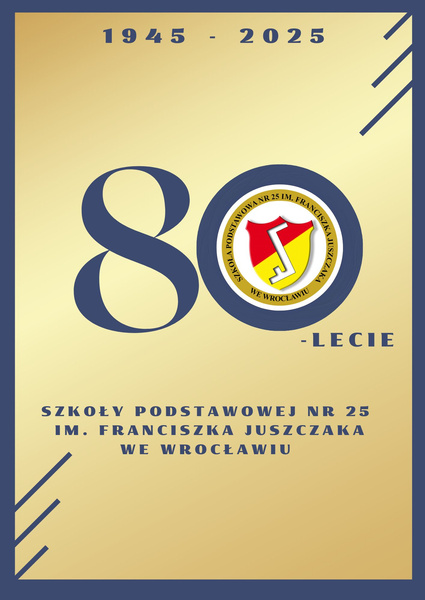 1945 - 2025
80
SZKOŁA PODSTAWOWA NR 25 IM. FRANCISZKA JUSZCZAKA
WE WROCŁAWIU
-LECIE
SZKOŁY PODSTAWOWEJ NR 25
IM. FRANCISZKA JUSZCZAKA
WE WROCŁAWIU